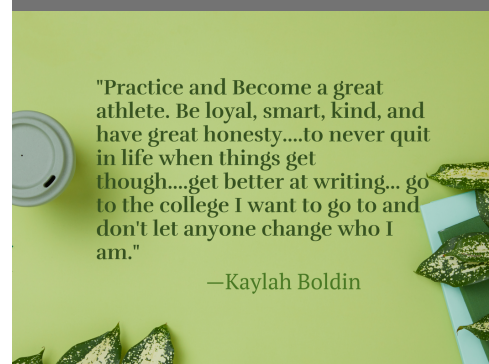 "Practice and Become a great
athlete. Be loyal, smart, kind, and
have great honesty....to never quit
in life when things get
though....get better at writing... go
to the college I want to go to and
don't let anyone change who I
am."
—Kaylah Boldin